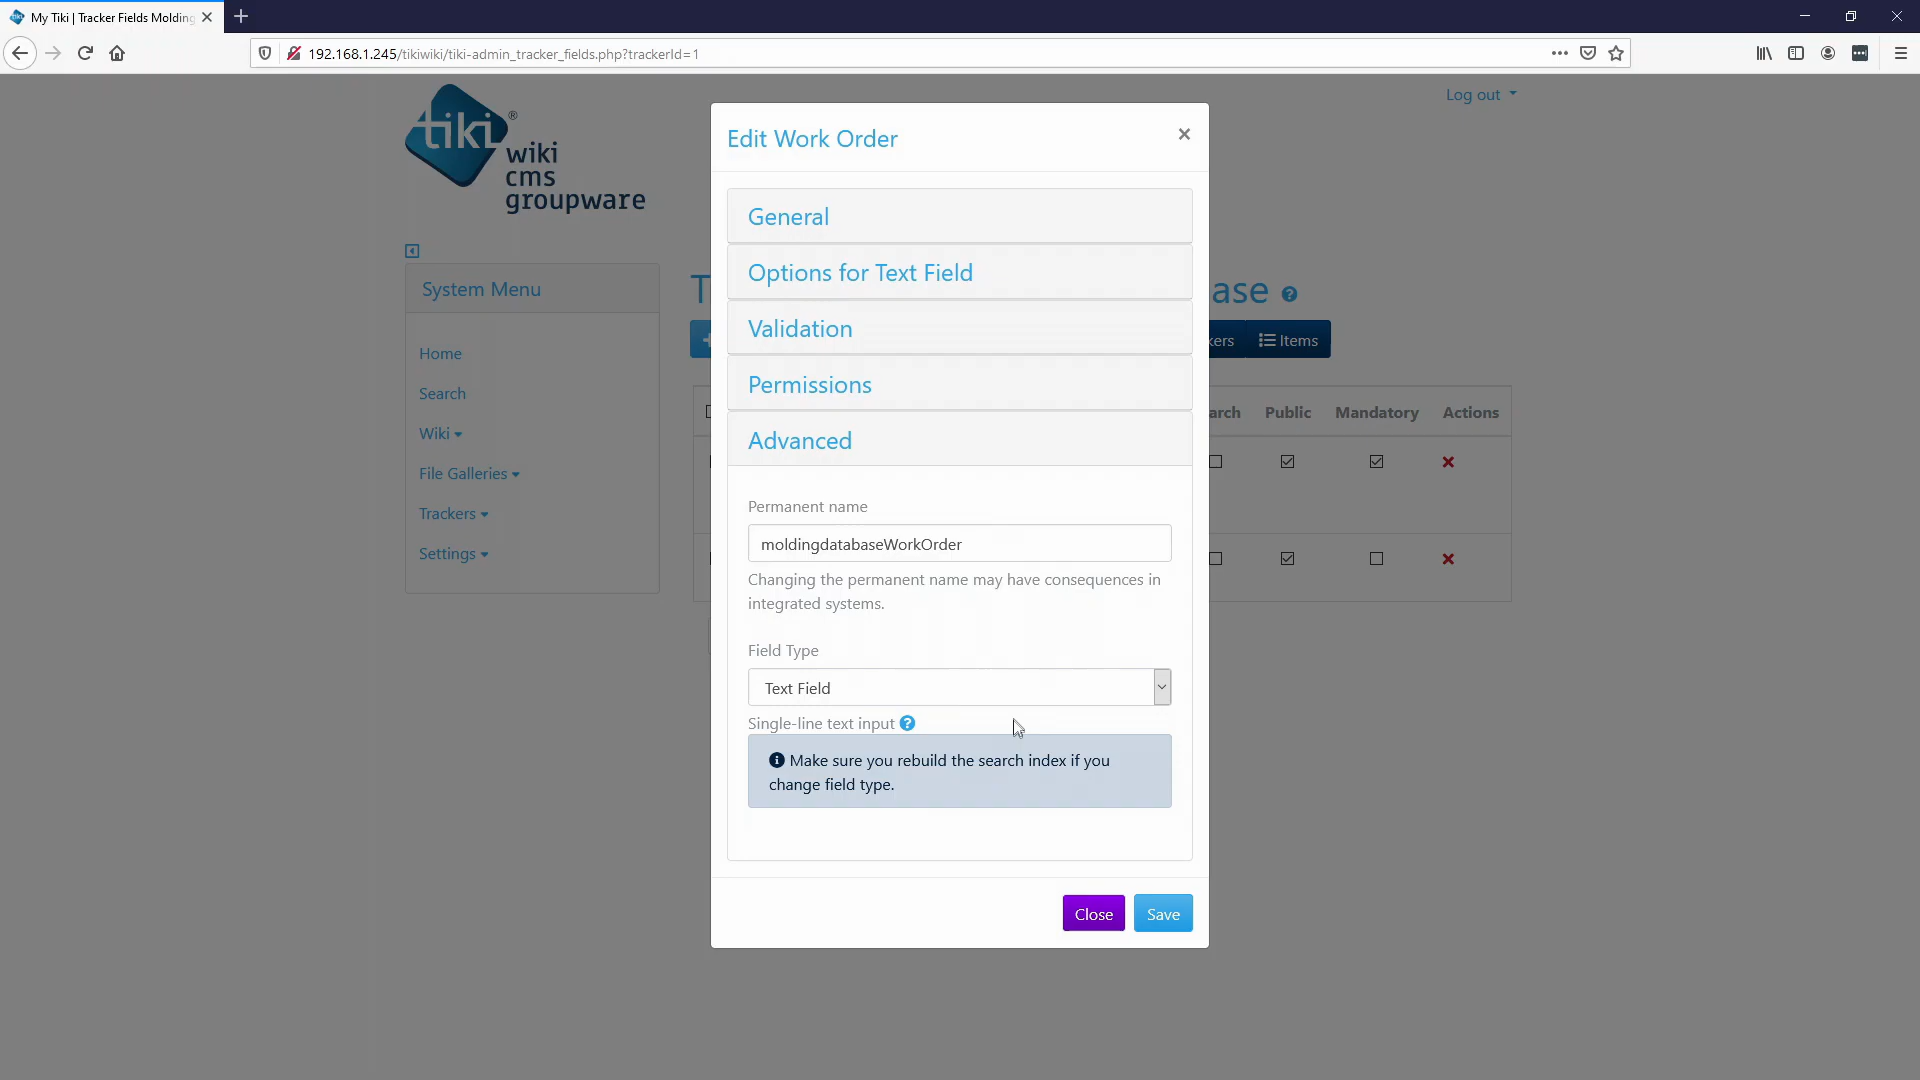 My Tiki | Tracker Fields Molding
192.168.1.245/tikiwiki/tiki-admin_tracker_fields.php?trackerId=1
Log out
tiki®
wiki
cms
groupware
System Menu
Home
Search
Wiki
File Galleries
Trackers
Settings
Edit Work Order
General
Options for Text Field
Validation
Permissions
Advanced
Permanent name
moldingdatabaseWorkOrder
Changing the permanent name may have consequences in
integrated systems.
Field Type
Text Field
Single-line text input
Make sure you rebuild the search index if you
change field type.
Close
Save
T
ase
kers
Items
arch Public Mandatory Actions